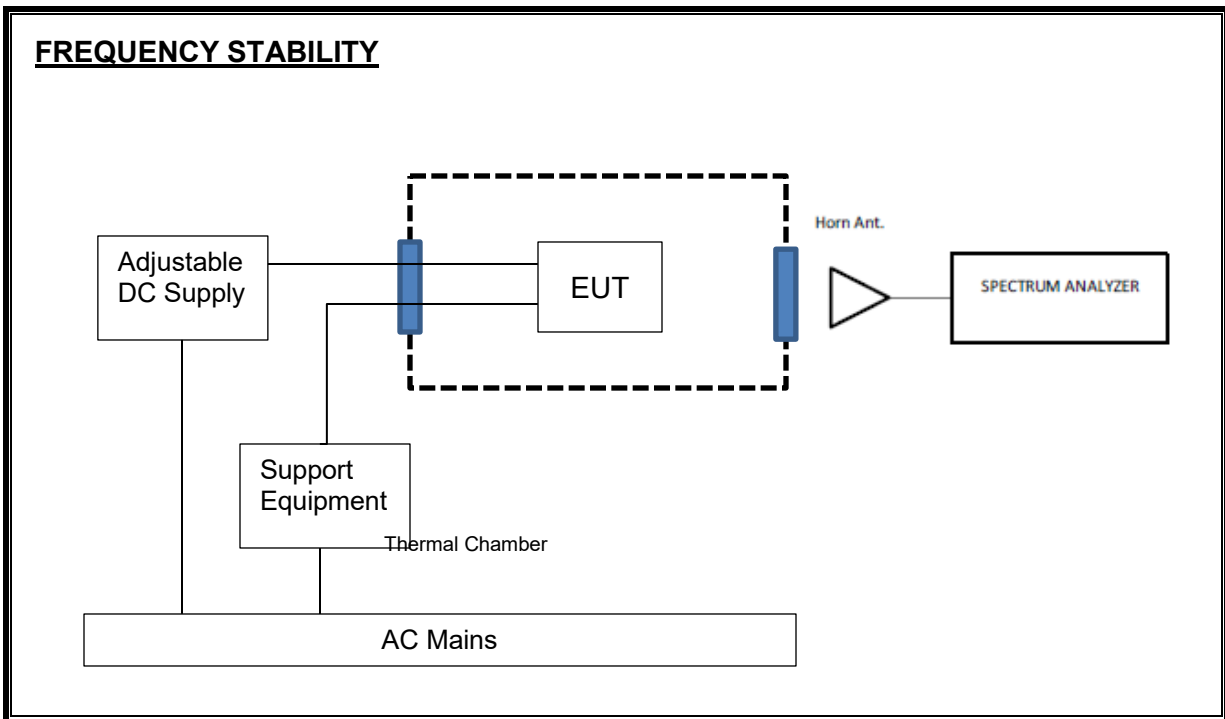 FREQUENCY STABILITY
Horn Ant.
Adjustable
DC Supply
EUT
SPECTRUM ANALYZER
Support
Equipment
Thermal Chamber
AC Mains